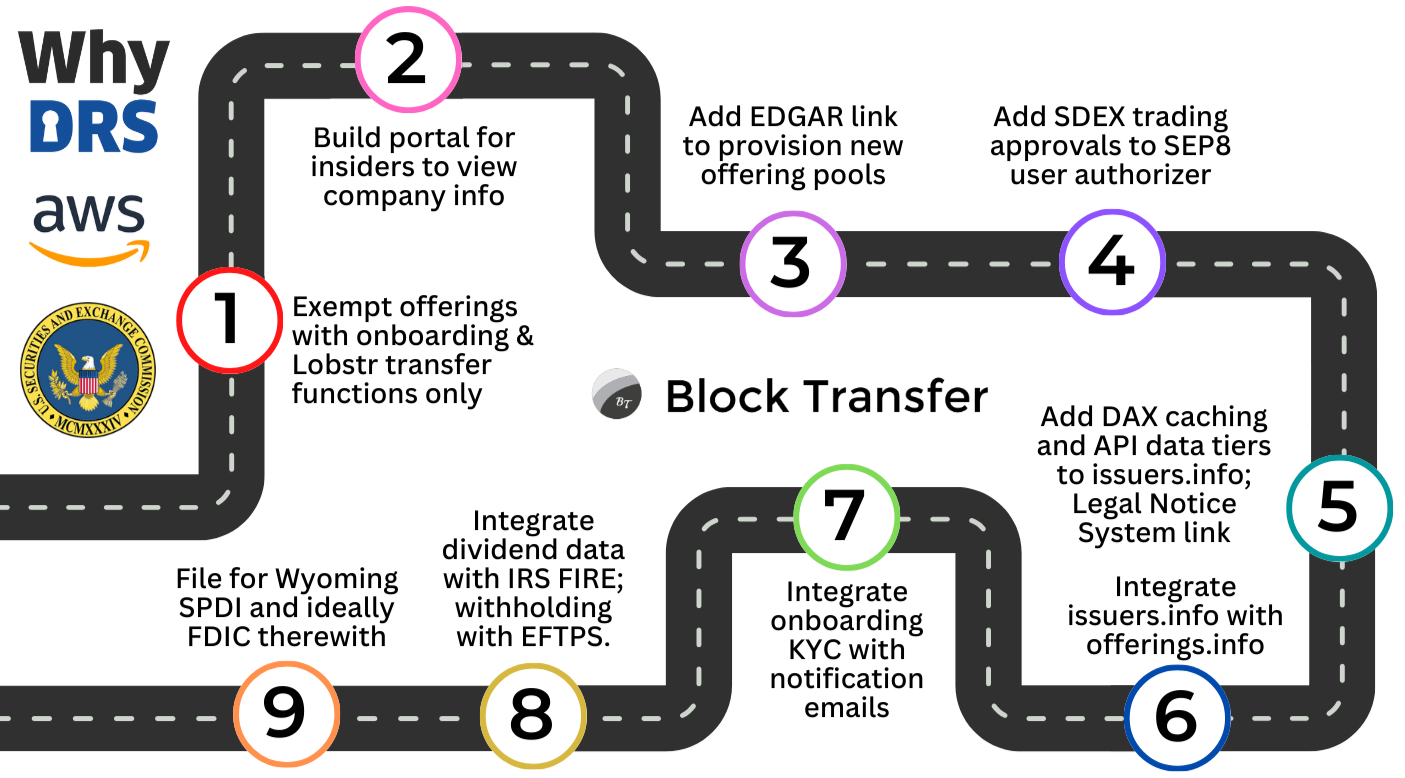 Why
DRS
aws
U.S. SECURITIES AND EXCHANGE COMMISSION
MCMXXXIV
1
Exempt offerings
with onboarding &
Lobstr transfer
functions only
2
Build portal for
insiders to view
company info
Add EDGAR link
to provision new
offering pools
3
Add SDEX trading
approvals to SEP8
user authorizer
4
BT
Block Transfer
Add DAX caching
and API data tiers
to issuers.info;
Legal Notice
System link
5
Integrate
issuers.info with
offerings.info
6
7
Integrate
onboarding
KYC with
notification
emails
Integrate
dividend data
with IRS FIRE;
withholding
with EFTPS.
8
File for Wyoming
SPDI and ideally
FDIC therewith
9